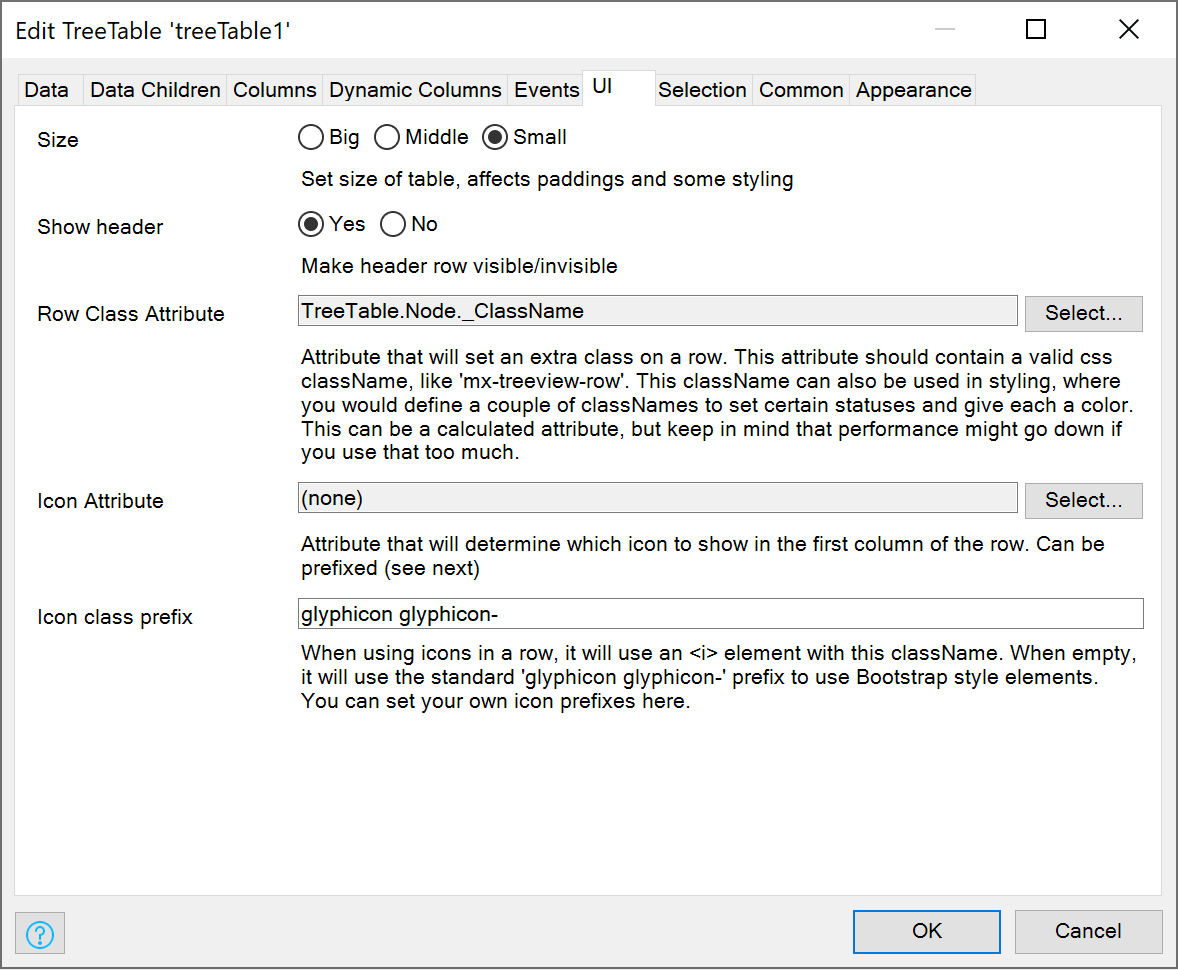 Edit TreeTable 'treeTable1'
Data Data Children Columns Dynamic Columns Events UI Selection Common Appearance
Size Big Middle Small
Set size of table, affects paddings and some styling
Show header Yes No
Make header row visible/invisible
Row Class Attribute TreeTable.Node._ClassName Select...
Attribute that will set an extra class on a row. This attribute should contain a valid css
className, like 'mx-treeview-row'. This className can also be used in styling, where
you would define a couple of classNames to set certain statuses and give each a color.
This can be a calculated attribute, but keep in mind that performance might go down if
you use that too much.
Icon Attribute (none) Select...
Attribute that will determine which icon to show in the first column of the row. Can be
prefixed (see next)
Icon class prefix glyphicon glyphicon-
When using icons in a row, it will use an <i> element with this className. When empty,
it will use the standard 'glyphicon glyphicon-' prefix to use Bootstrap style elements.
You can set your own icon prefixes here.
? OK Cancel